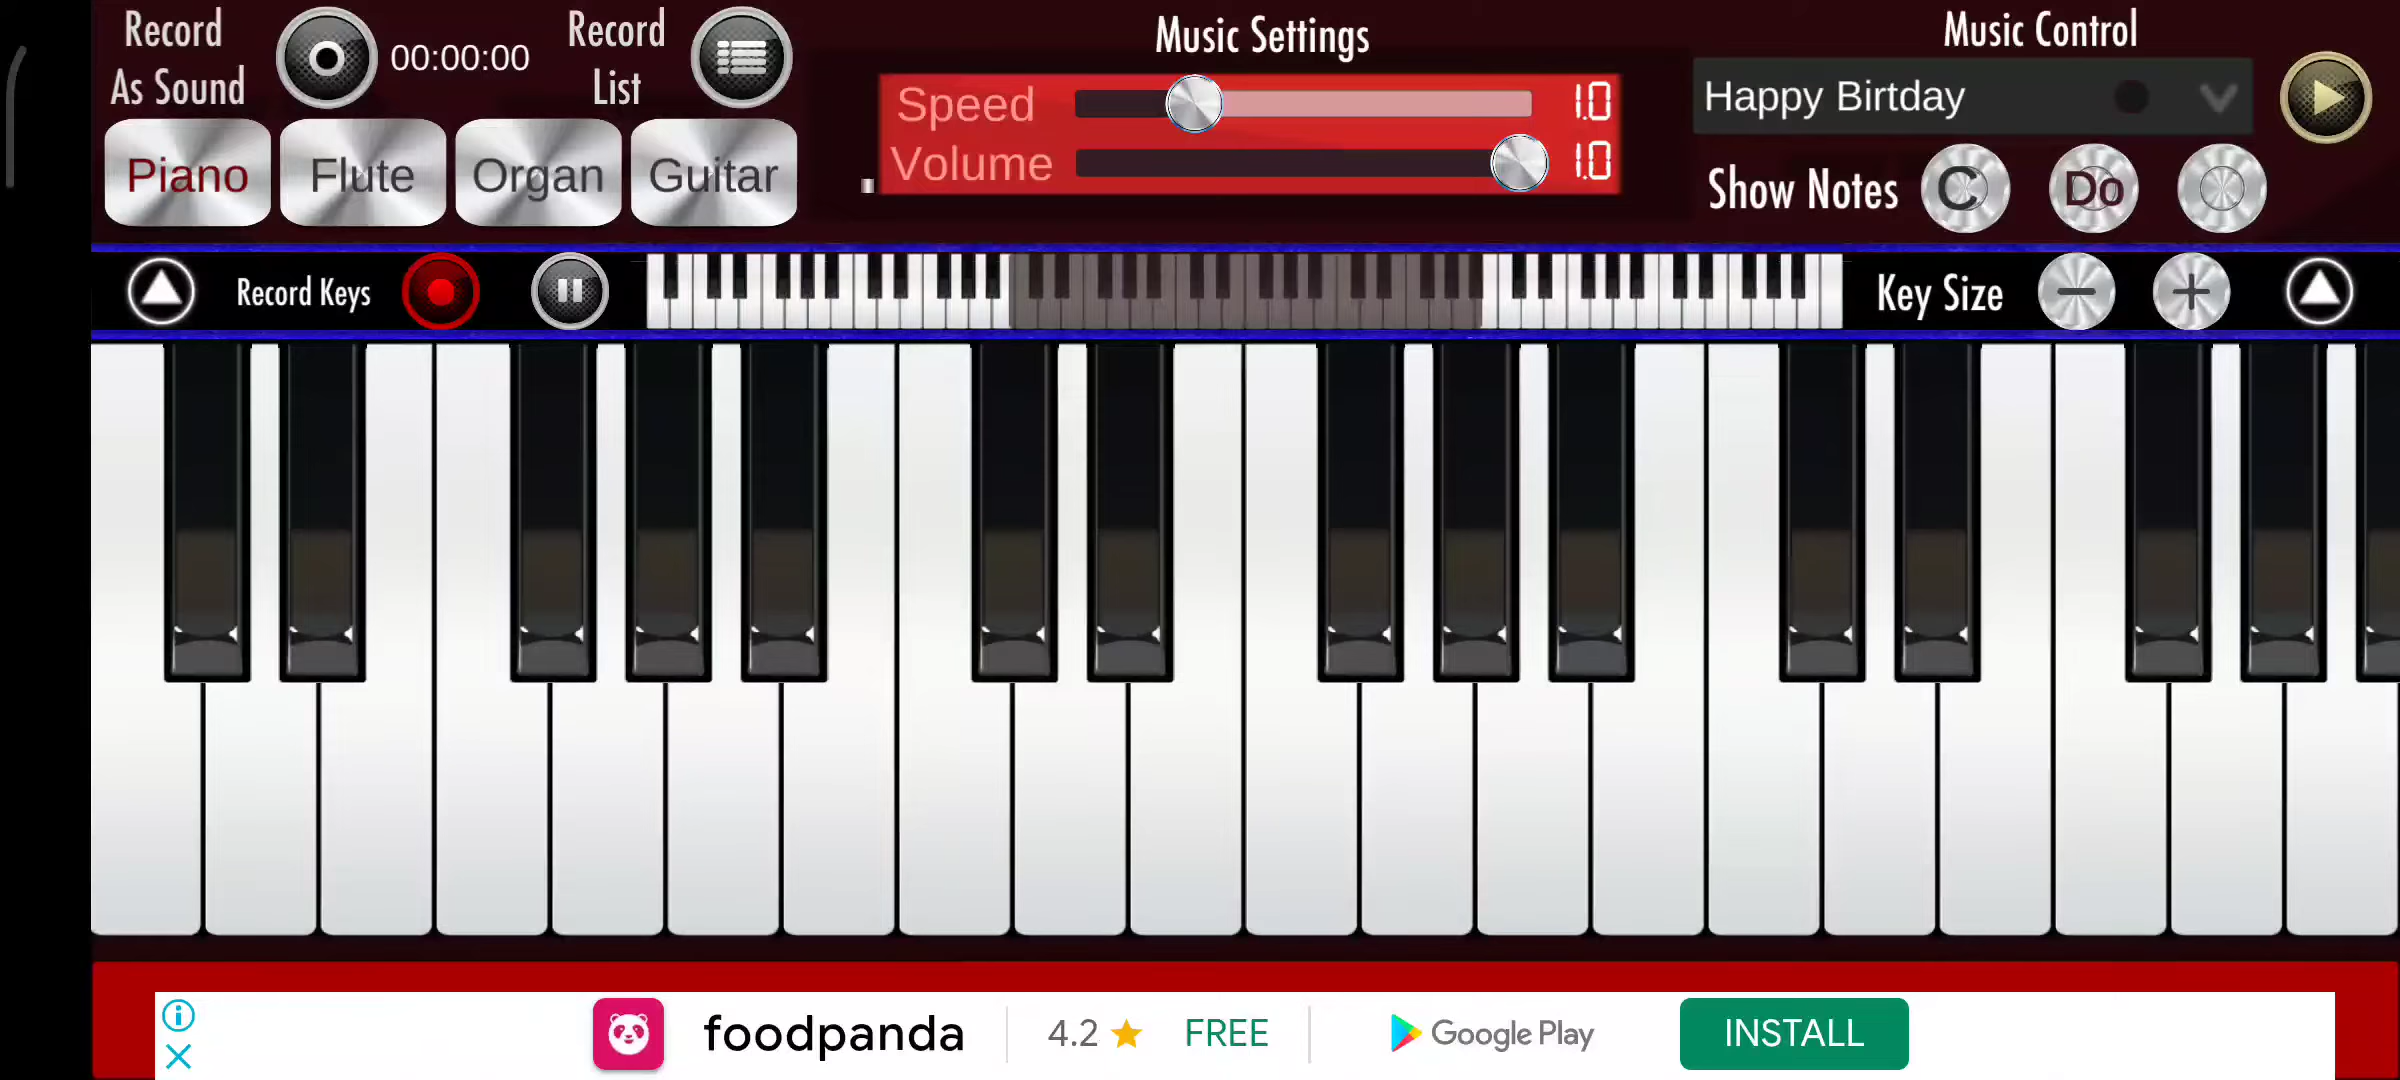 Record As Sound
00:00:00
Record List
Music Settings
Music Control
Speed 1.0
Volume 1.0
Happy Birtday
Piano Flute Organ Guitar
Show Notes C Do
Record Keys
Key Size
foodpanda 4.2 FREE Google Play INSTALL